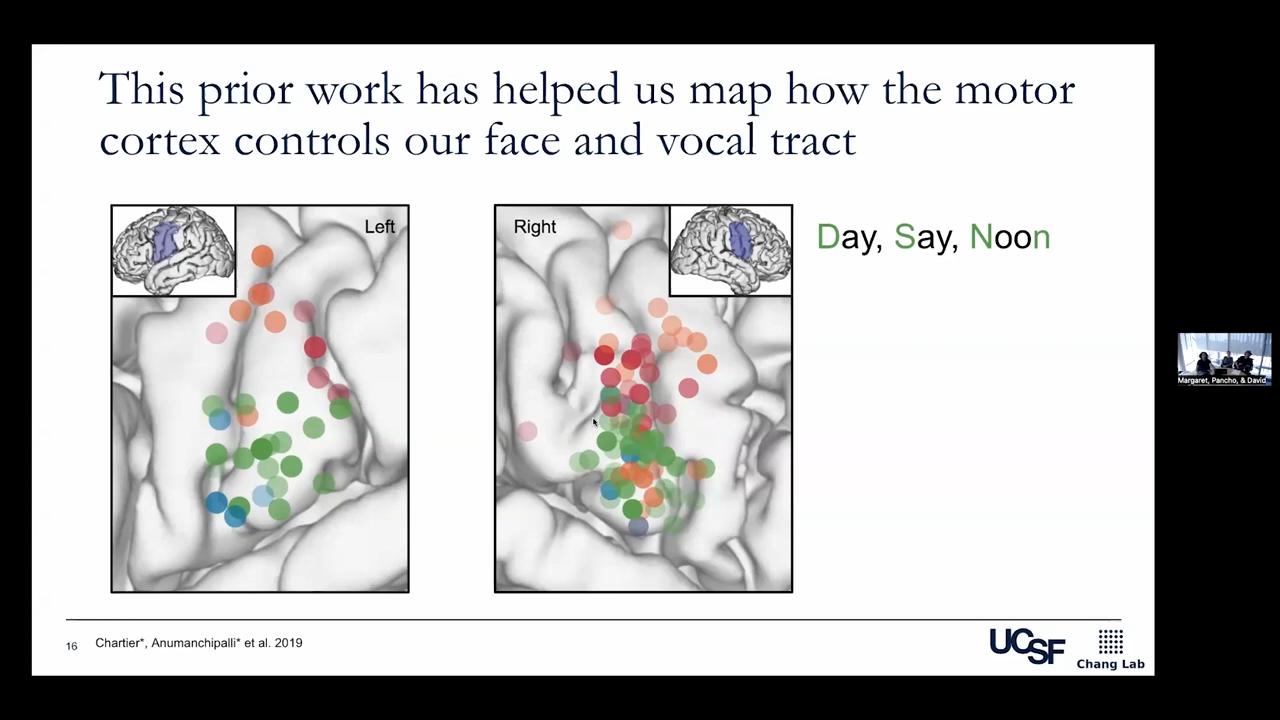 This prior work has helped us map how the motor
cortex controls our face and vocal tract
Left
Right
Day, Say, Noon
16
Chartier*, Anumanchipalli* et al. 2019
UCSF
Chang Lab
Margaret, Pancho, & David